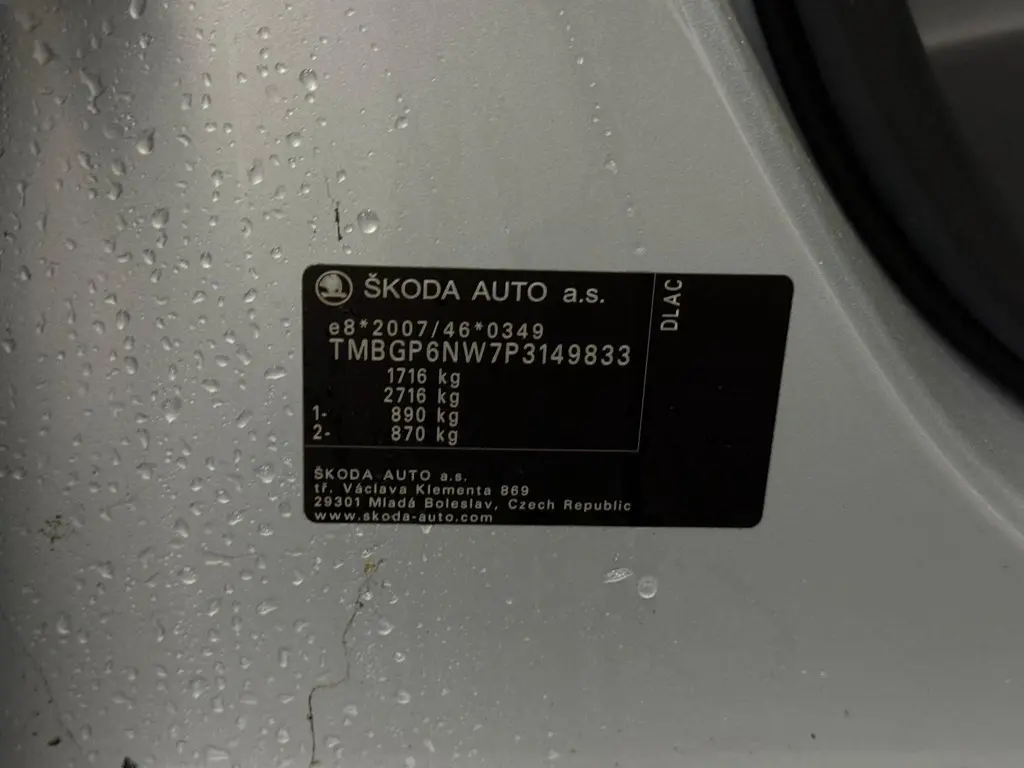 ŠKODA AUTO a.s.
e8*2007/46*0349
TMBGP6NW7P3149833
1716 kg
2716 kg
1- 890 kg
2- 870 kg
DLAC
ŠKODA AUTO a.s.
tř. Václava Klementa 869
29301 Mladá Boleslav, Czech Republic
www.skoda-auto.com